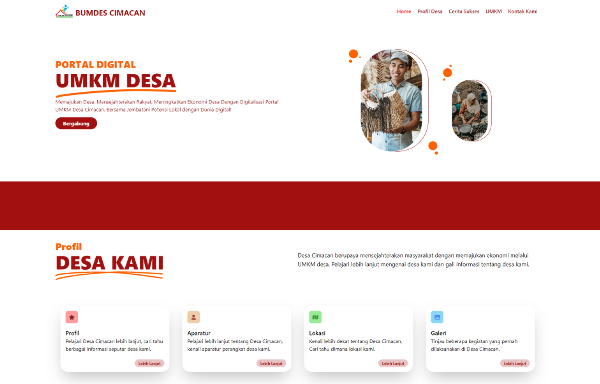 BUMDES CIMACAN
Home Profil Desa Cerita Sukses UMKM Kontak Kami
PORTAL DIGITAL
UMKM DESA
Memajukan Desa, Mensejahterakan Rakyat, Meningkatkan Ekonomi Desa Dengan Digitalisasi Portal
UMKM Desa Cimacan, Bersama Jembatani Potensi Lokal dengan Dunia Digital!
Bergabung
Profil
DESA KAMI
Desa Cimacan berupaya mensejahterakan masyarakat dengan memajukan ekonomi melalui
UMKM desa. Pelajari lebih lanjut mengenai desa kami dan gali informasi tentang desa kami.
Profil
Pelajari Desa Cimacan lebih lanjut, cari tahu
berbagai informasi seputar desa kami.
Lebih Lanjut
Aparatur
Pelajari lebih lanjut tentang Desa Cimacan,
kenali aparatur perangkat desa kami.
Lebih Lanjut
Lokasi
Kenali lebih dekat tentang Desa Cimacan,
Cari tahu dimana lokasi kami.
Lebih Lanjut
Galeri
Tinjau beberapa kegiatan yang pernah
dilaksanakan di Desa Cimacan.
Lebih Lanjut